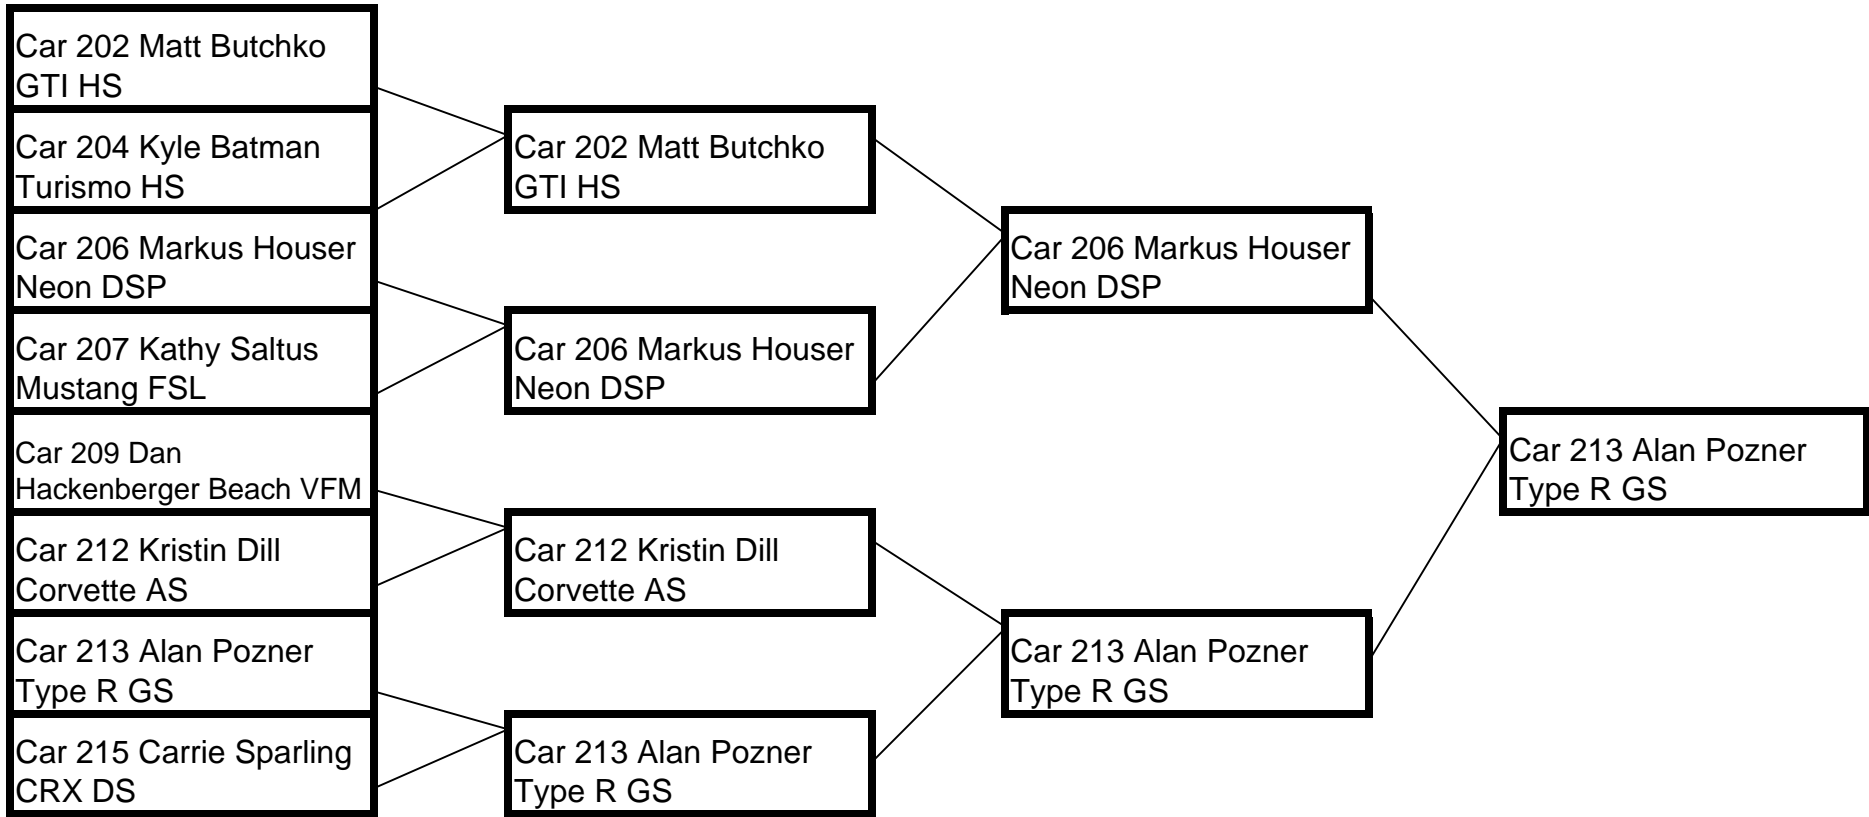 Car 202 Matt Butchko
GTI HS
Car 204 Kyle Batman
Turismo HS
Car 206 Markus Houser
Neon DSP
Car 207 Kathy Saltus
Mustang FSL
Car 209 Dan
Hackenberger Beach VFM
Car 212 Kristin Dill
Corvette AS
Car 213 Alan Pozner
Type R GS
Car 215 Carrie Sparling
CRX DS
Car 202 Matt Butchko
GTI HS
Car 206 Markus Houser
Neon DSP
Car 212 Kristin Dill
Corvette AS
Car 213 Alan Pozner
Type R GS
Car 206 Markus Houser
Neon DSP
Car 213 Alan Pozner
Type R GS
Car 213 Alan Pozner
Type R GS